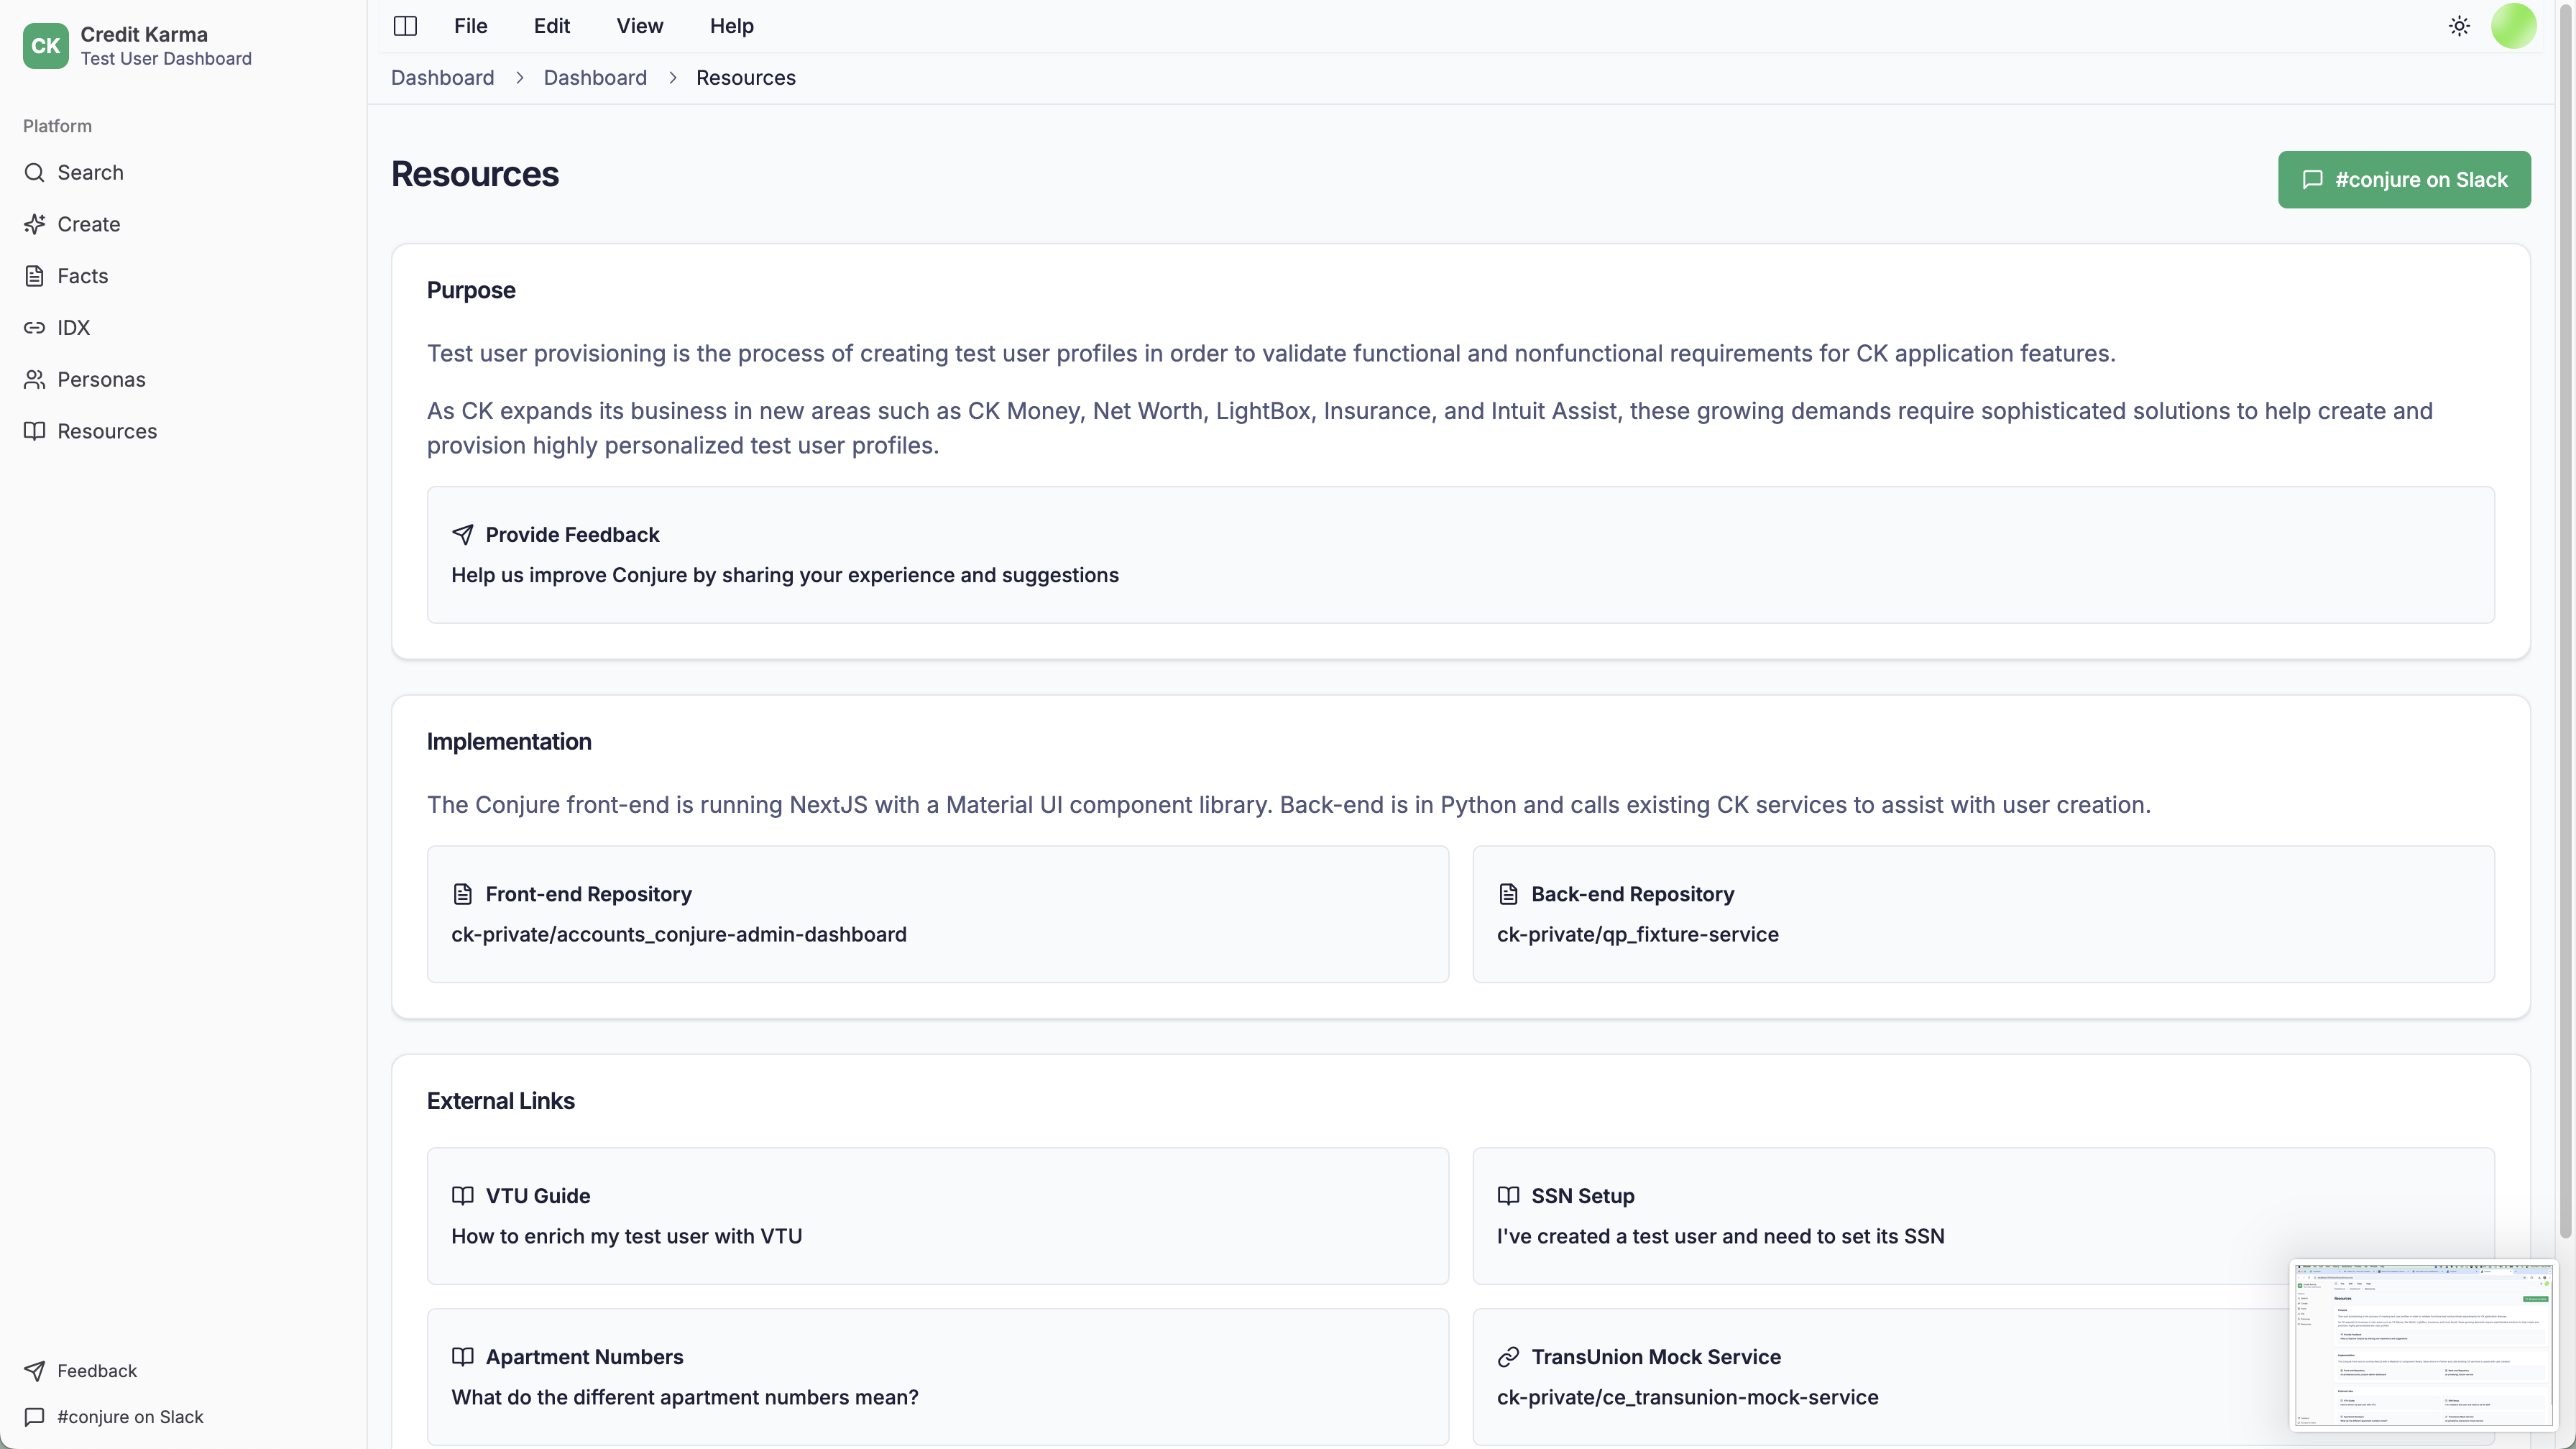 CK
Credit Karma
Test User Dashboard
Platform
Search
Create
Facts
IDX
Personas
Resources
Feedback
#conjure on Slack
File Edit View Help
Dashboard > Dashboard > Resources
Resources
#conjure on Slack
Purpose
Test user provisioning is the process of creating test user profiles in order to validate functional and nonfunctional requirements for CK application features.
As CK expands its business in new areas such as CK Money, Net Worth, LightBox, Insurance, and Intuit Assist, these growing demands require sophisticated solutions to help create and
provision highly personalized test user profiles.
Provide Feedback
Help us improve Conjure by sharing your experience and suggestions
Implementation
The Conjure front-end is running NextJS with a Material UI component library. Back-end is in Python and calls existing CK services to assist with user creation.
Front-end Repository
ck-private/accounts_conjure-admin-dashboard
Back-end Repository
ck-private/qp_fixture-service
External Links
VTU Guide
How to enrich my test user with VTU
SSN Setup
I've created a test user and need to set its SSN
Apartment Numbers
What do the different apartment numbers mean?
TransUnion Mock Service
ck-private/ce_transunion-mock-service